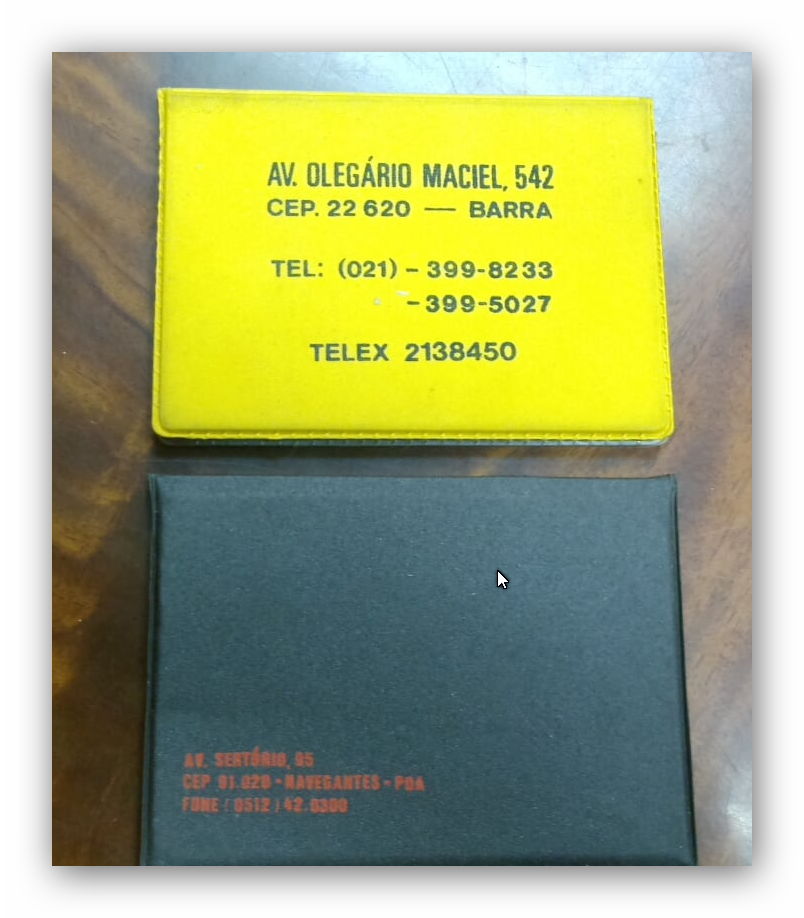 AV. OLEGÁRIO MACIEL, 542
CEP. 22 620 — BARRA
TEL: (021) – 399-8233
– 399-5027
TELEX 2138450
AV. SERTÓRIO, 95
CEP 91.020 - NAVEGANTES - POA
FONE ( 0512 ) 42.0300